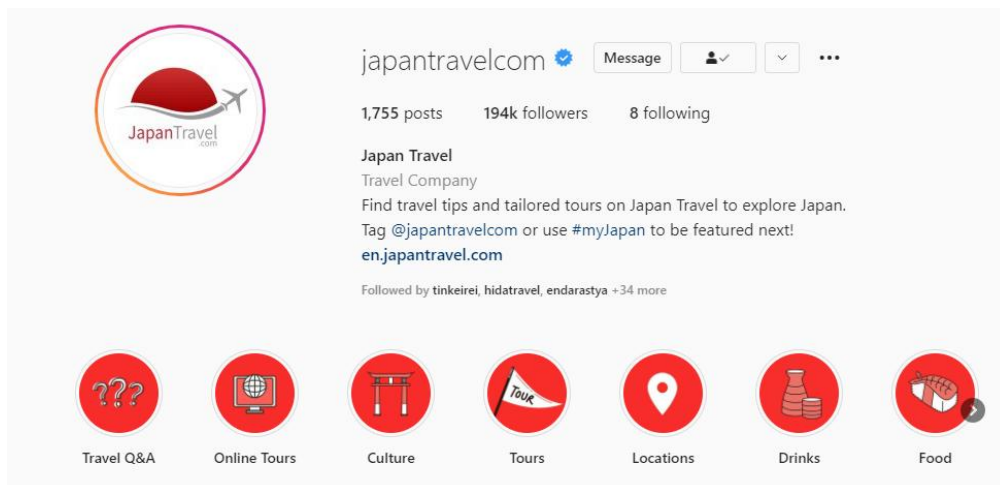 JapanTravel
.com
japantravelcom
Message
1,755 posts 194k followers 8 following
Japan Travel
Travel Company
Find travel tips and tailored tours on Japan Travel to explore Japan.
Tag @japantravelcom or use #myJapan to be featured next!
en.japantravel.com
Followed by tinkeirei, hidatravel, endarastya +34 more
???
TOUR
Travel Q&A Online Tours Culture Tours Locations Drinks Food